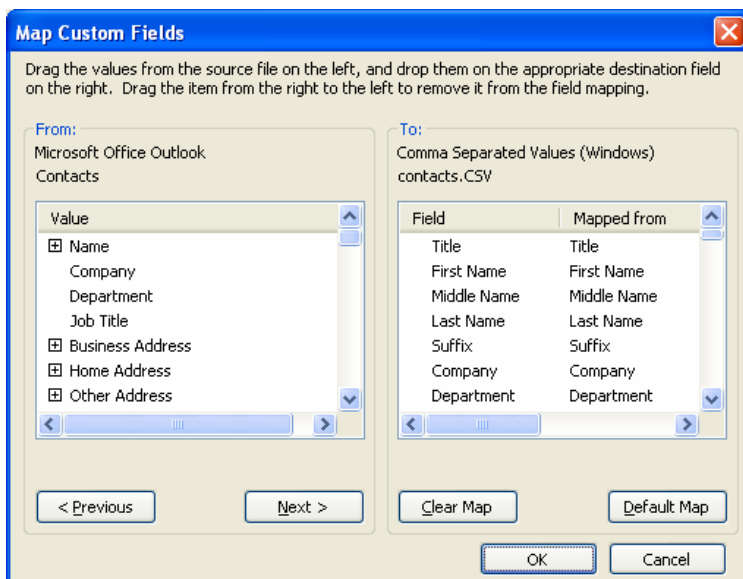 Map Custom Fields
Drag the values from the source file on the left, and drop them on the appropriate destination field
on the right. Drag the item from the right to the left to remove it from the field mapping.
From:
Microsoft Office Outlook
Contacts
Value
Name
Company
Department
Job Title
Business Address
Home Address
Other Address
< Previous
Next >
To:
Comma Separated Values (Windows)
contacts.CSV
Field Mapped from
Title Title
First Name First Name
Middle Name Middle Name
Last Name Last Name
Suffix Suffix
Company Company
Department Department
Clear Map
Default Map
OK
Cancel